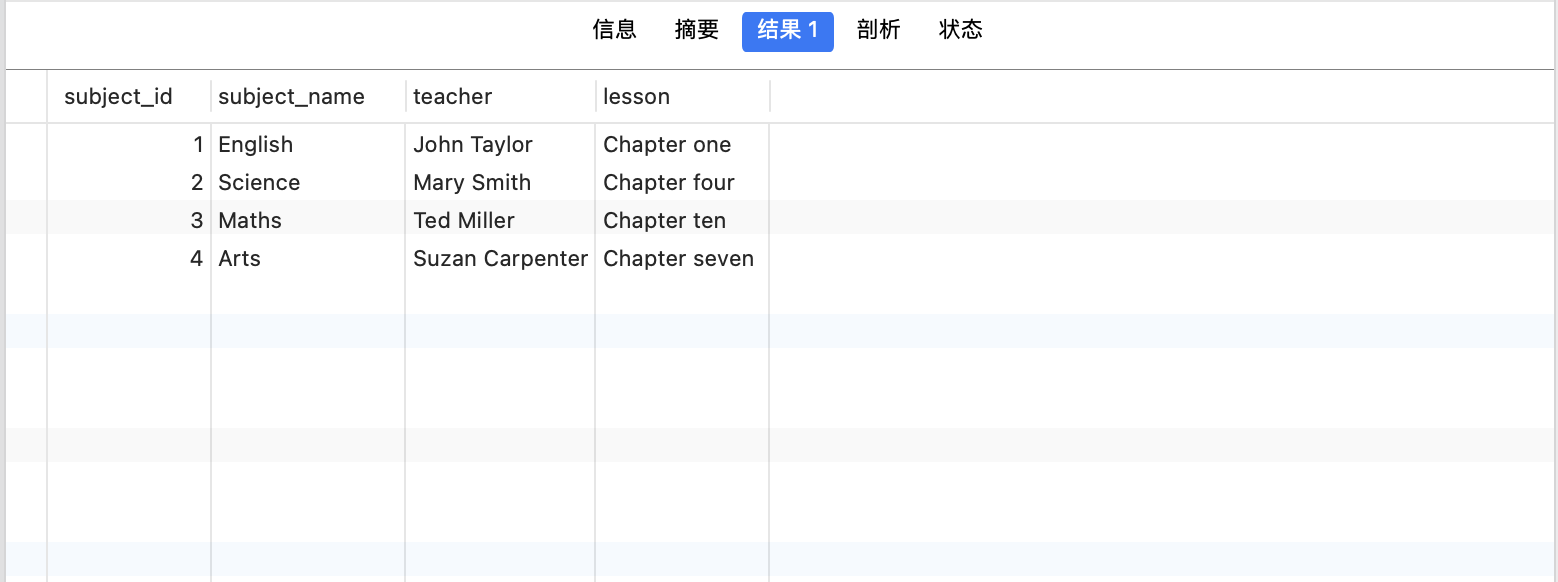 信息 摘要 结果 1 剖析 状态
subject_id subject_name teacher lesson
1 English John Taylor Chapter one
2 Science Mary Smith Chapter four
3 Maths Ted Miller Chapter ten
4 Arts Suzan Carpenter Chapter seven